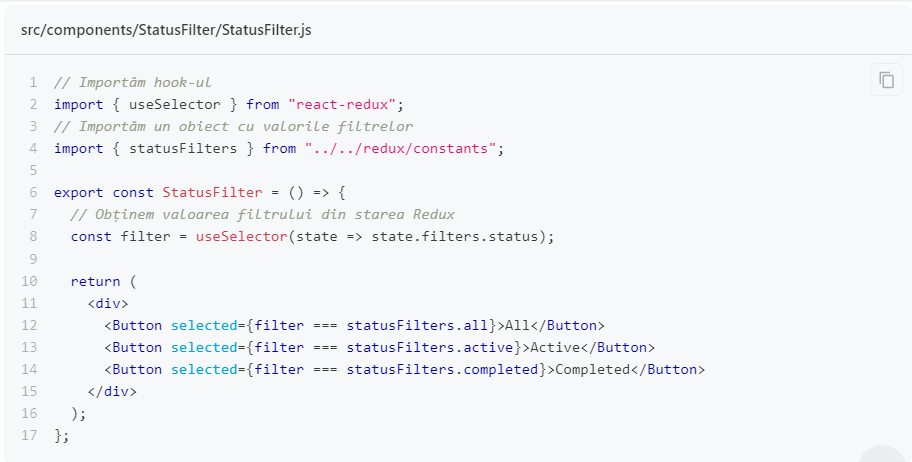 src/components/StatusFilter/StatusFilter.js
1 // Importăm hook-ul
2 import { useSelector } from "react-redux";
3 // Importăm un obiect cu valorile filtrelor
4 import { statusFilters } from "../../redux/constants";
5
6 export const StatusFilter = () => {
7   // Obținem valoarea filtrului din starea Redux
8   const filter = useSelector(state => state.filters.status);
9
10   return (
11     <div>
12       <Button selected={filter === statusFilters.all}>All</Button>
13       <Button selected={filter === statusFilters.active}>Active</Button>
14       <Button selected={filter === statusFilters.completed}>Completed</Button>
15     </div>
16   );
17 };